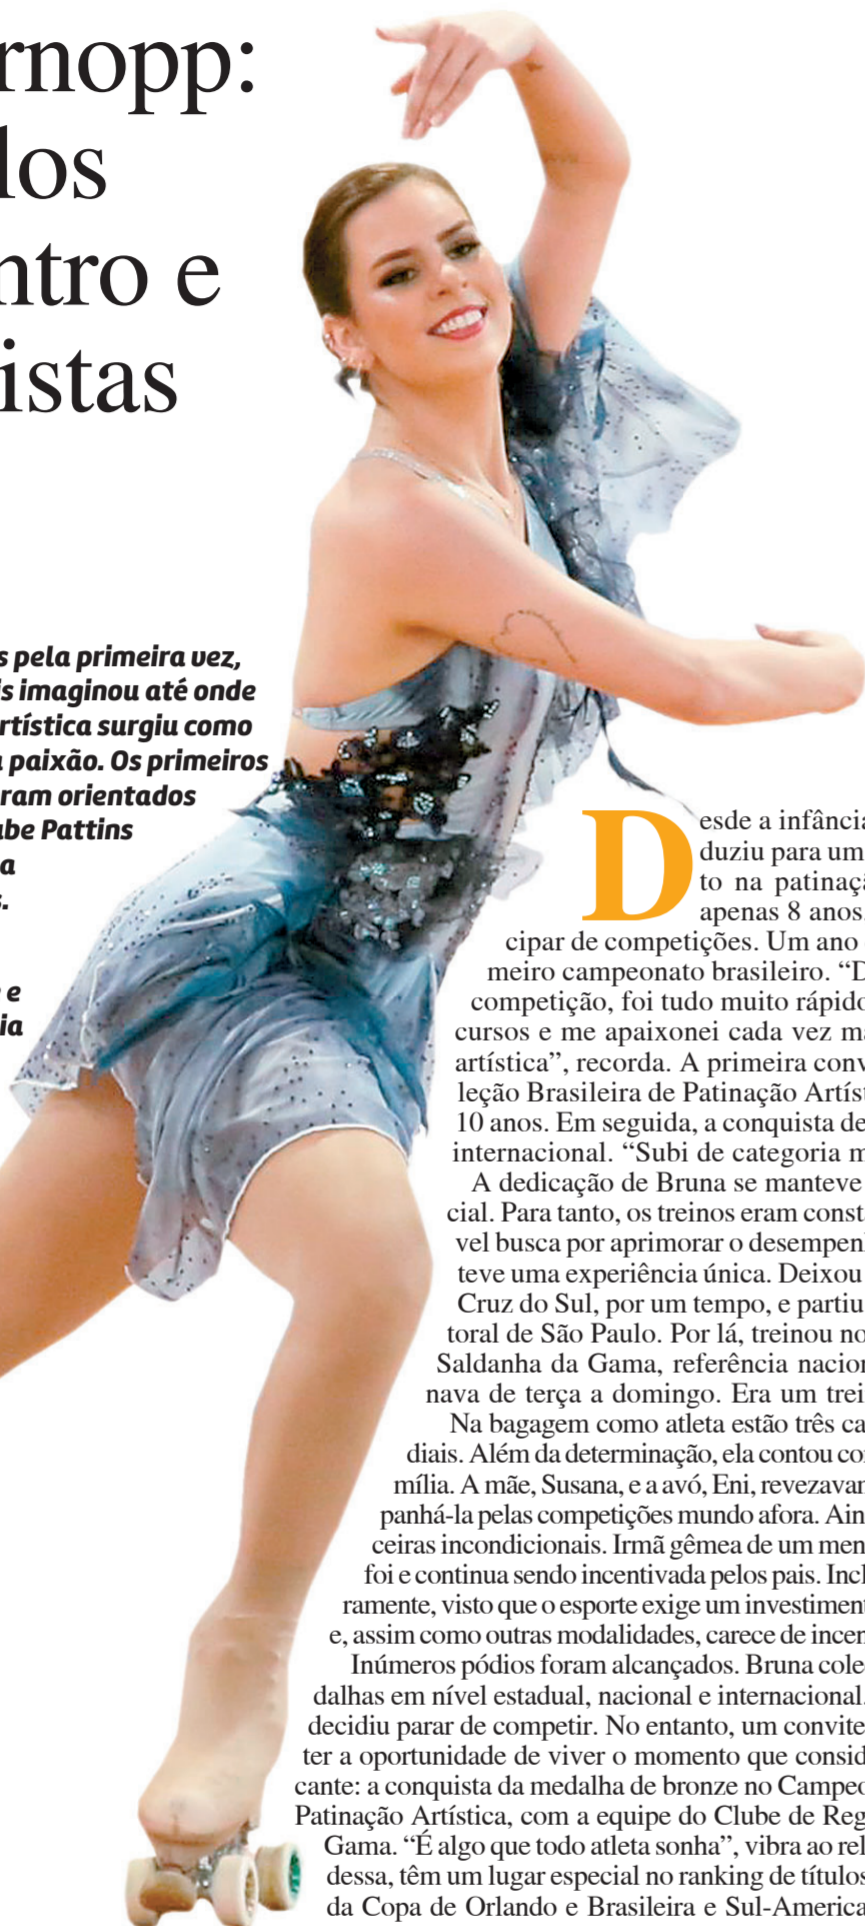 rnopp:
los
ntro e
istas
s pela primeira vez,
is imaginou até onde
rtística surgiu como
a paixão. Os primeiros
ram orientados
ube Pattins
a
s.
e
ia
Desde a infância
duziu para um
to na patinaç
apenas 8 anos.
cipar de competições. Um ano
meiro campeonato brasileiro. “D
competição, foi tudo muito rápido
cursos e me apaixonei cada vez ma
artística”, recorda. A primeira conv
leção Brasileira de Patinação Artíst
10 anos. Em seguida, a conquista de
internacional. “Subi de categoria m
A dedicação de Bruna se manteve
cial. Para tanto, os treinos eram const
vel busca por aprimorar o desempen
teve uma experiência única. Deixou
Cruz do Sul, por um tempo, e partiu
toral de São Paulo. Por lá, treinou no
Saldanha da Gama, referência nacion
nava de terça a domingo. Era um trei
Na bagagem como atleta estão três ca
diais. Além da determinação, ela contou co
mília. A mãe, Susana, e a avó, Eni, revezavan
panhá-la pelas competições mundo afora. Ain
ceiras incondicionais. Irmã gêmea de um men
foi e continua sendo incentivada pelos pais. Incl
ramente, visto que o esporte exige um investiment
e, assim como outras modalidades, carece de incen
Inúmeros pódios foram alcançados. Bruna cole
dalhas em nível estadual, nacional e internacional.
decidiu parar de competir. No entanto, um convite
ter a oportunidade de viver o momento que consid
cante: a conquista da medalha de bronze no Campeo
Patinação Artística, com a equipe do Clube de Reg
Gama. “É algo que todo atleta sonha”, vibra ao rel
dessa, têm um lugar especial no ranking de títulos
da Copa de Orlando e Brasileira e Sul-America